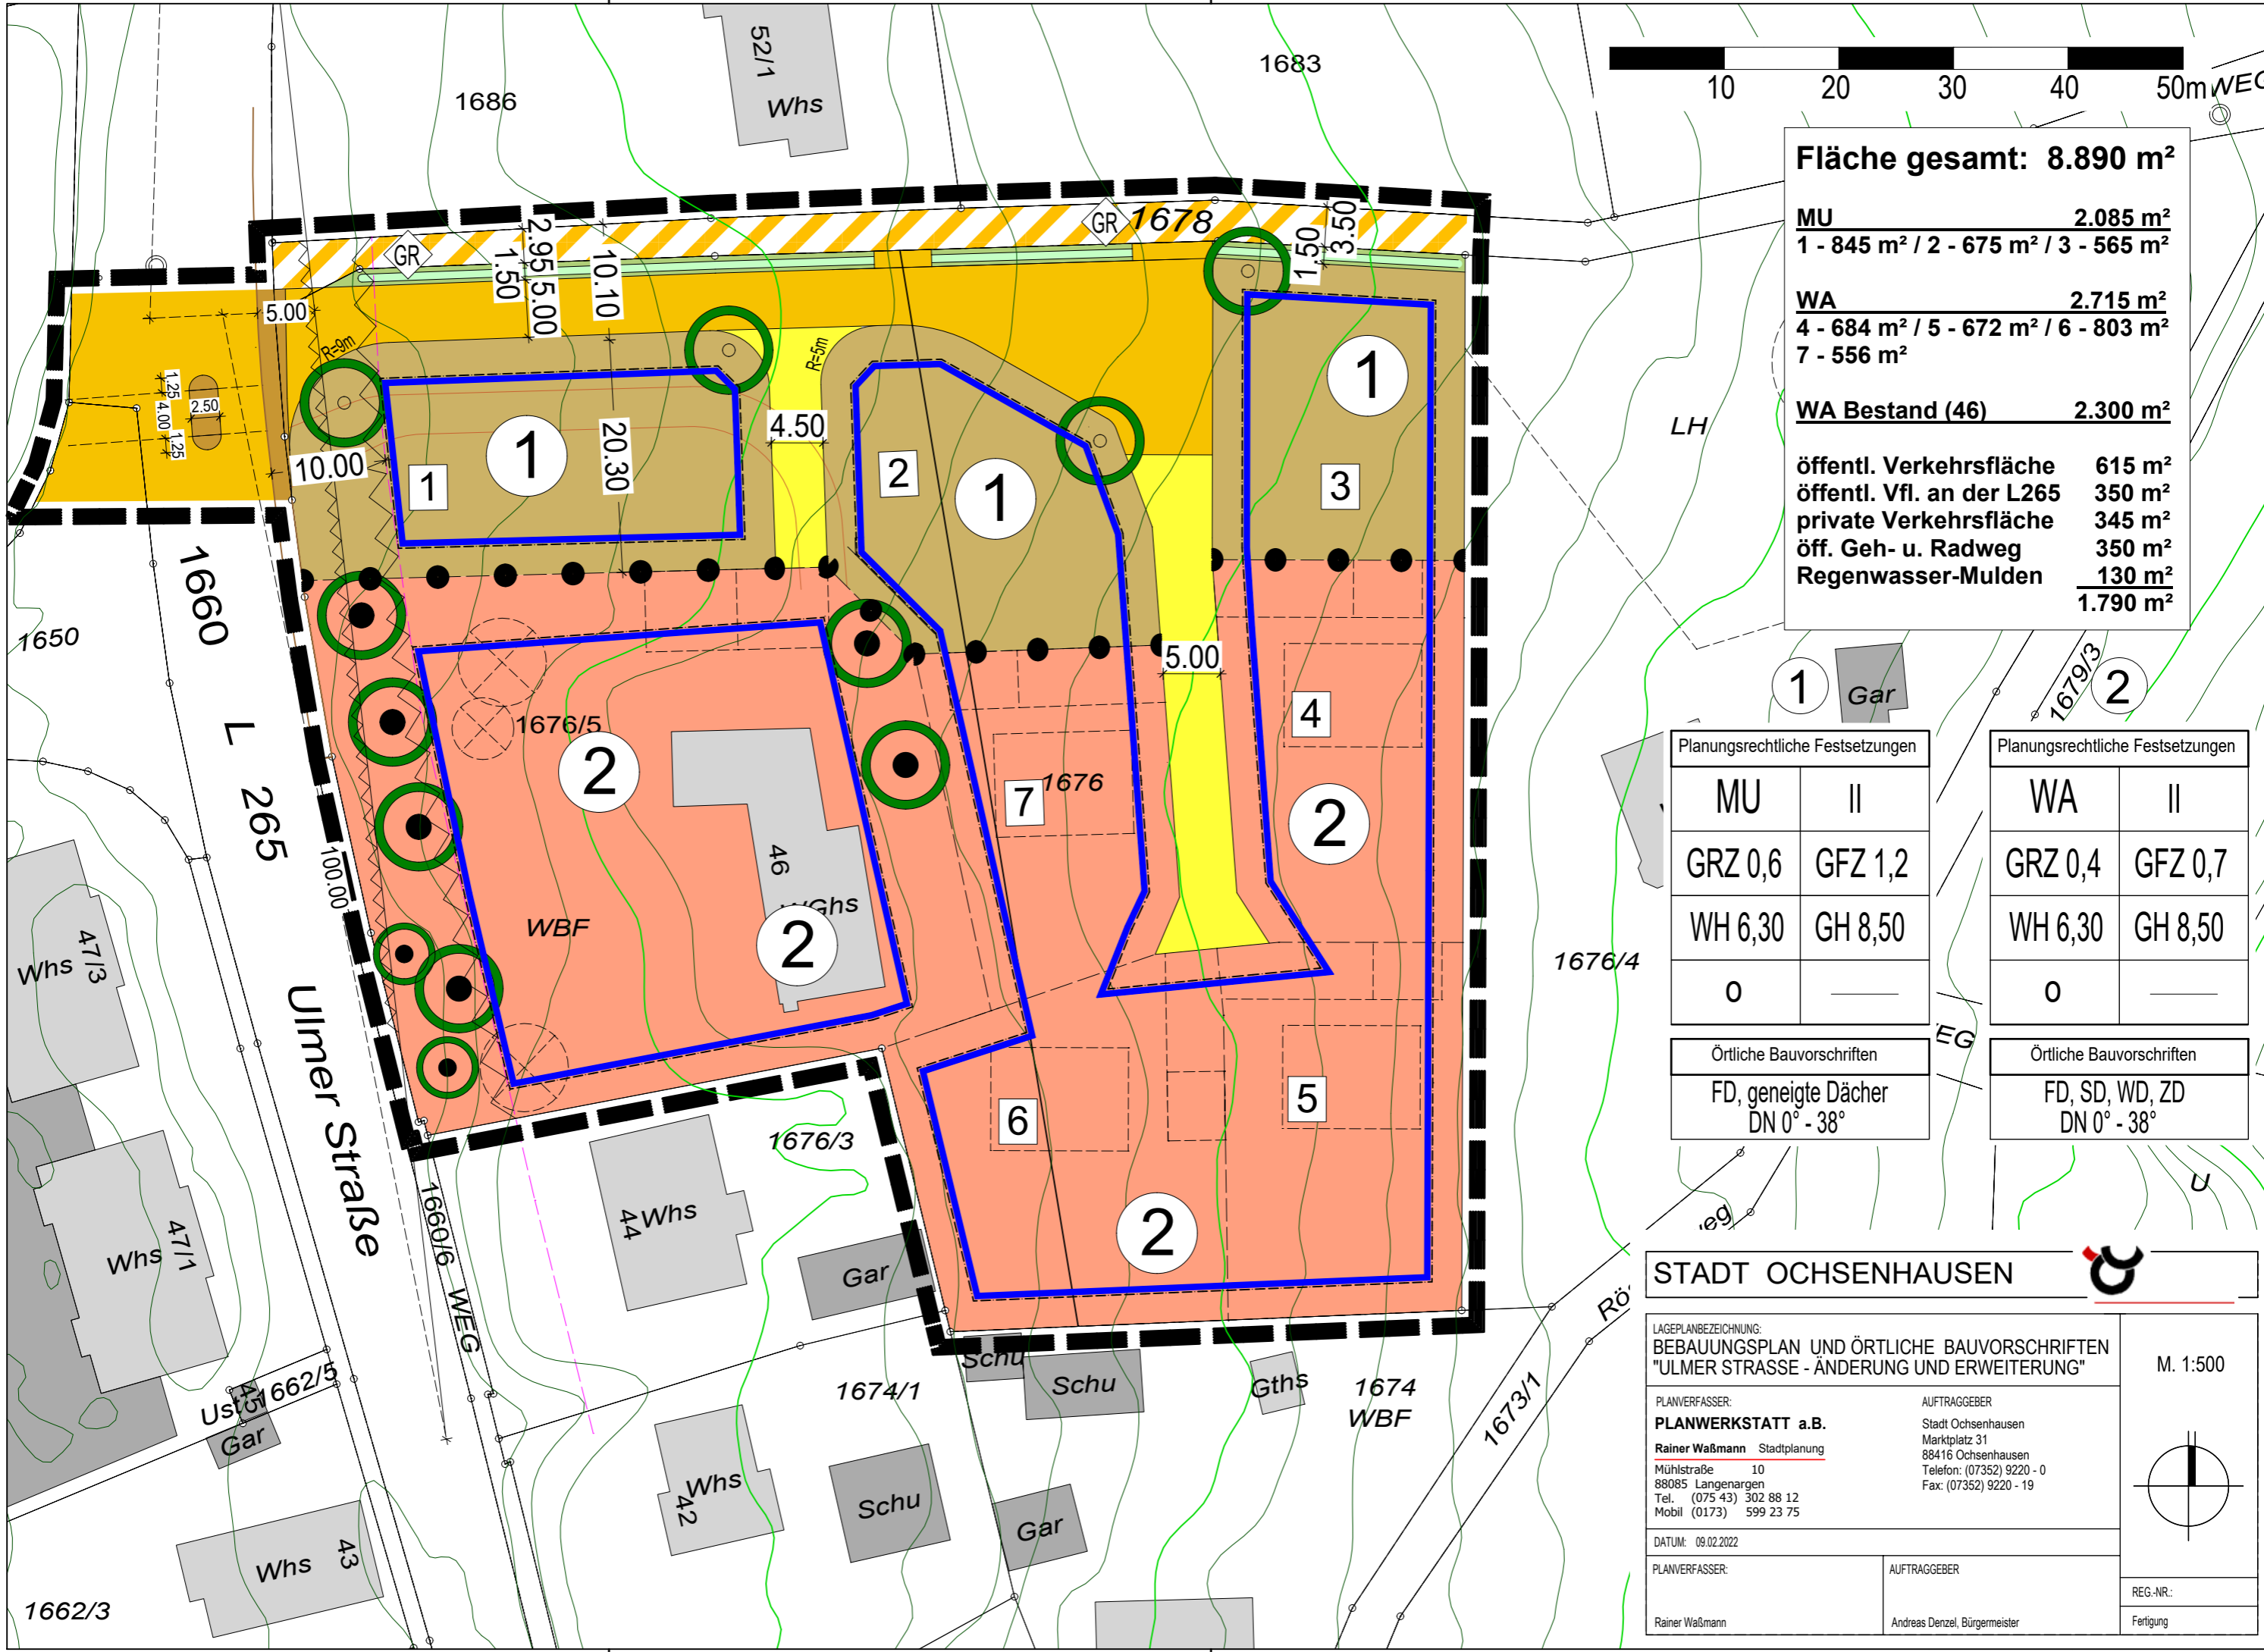 52/1
Whs
1683
1686
10 20 30 40 50m
WEG
Fläche gesamt: 8.890 m²
MU 2.085 m²
1 - 845 m² / 2 - 675 m² / 3 - 565 m²
WA 2.715 m²
4 - 684 m² / 5 - 672 m² / 6 - 803 m²
7 - 556 m²
WA Bestand (46) 2.300 m²
öffentl. Verkehrsfläche 615 m²
öffentl. Vfl. an der L265 350 m²
private Verkehrsfläche 345 m²
öff. Geh- u. Radweg 350 m²
Regenwasser-Mulden 130 m²
1.790 m²
GR
GR
1678
2.95
1.50
5.00
10.10
1,50
3.50
5.00
R=9m
R=5m
1.25
4.00
1.25
2.50
10.00
20.30
4.50
1
1
2
1
1
3
LH
1650
1660
L 265
100.00
Ulmer Straße
1676/5
2
46
WGhs
2
WBF
5.00
4
7
1676
2
6
5
2
1676/4
1676/3
1660/6
WEG
47/3
Whs
47/1
Whs
44
Whs
Gar
1662/5
45
Ust
Gar
Whs
43
1662/3
42
Whs
1674/1
Schu
Gar
Schu
Schu
Gths
1674
WBF
1673/1
1679/3
Gar
EG
U
1
Planungsrechtliche Festsetzungen
MU II
GRZ 0,6 GFZ 1,2
WH 6,30 GH 8,50
o
Örtliche Bauvorschriften
FD, geneigte Dächer
DN 0° - 38°
2
Planungsrechtliche Festsetzungen
WA II
GRZ 0,4 GFZ 0,7
WH 6,30 GH 8,50
o
Örtliche Bauvorschriften
FD, SD, WD, ZD
DN 0° - 38°
STADT OCHSENHAUSEN
LAGEPLANBEZEICHNUNG:
BEBAUUNGSPLAN UND ÖRTLICHE BAUVORSCHRIFTEN
"ULMER STRASSE - ÄNDERUNG UND ERWEITERUNG"
M. 1:500
PLANVERFASSER:
PLANWERKSTATT a.B.
Rainer Waßmann Stadtplanung
Mühlstraße 10
88085 Langenargen
Tel. (075 43) 302 88 12
Mobil (0173) 599 23 75
AUFTRAGGEBER
Stadt Ochsenhausen
Marktplatz 31
88416 Ochsenhausen
Telefon: (07352) 9220 - 0
Fax: (07352) 9220 - 19
DATUM: 09.02.2022
PLANVERFASSER:
Rainer Waßmann
AUFTRAGGEBER
Andreas Denzel, Bürgermeister
REG.-NR.:
Fertigung